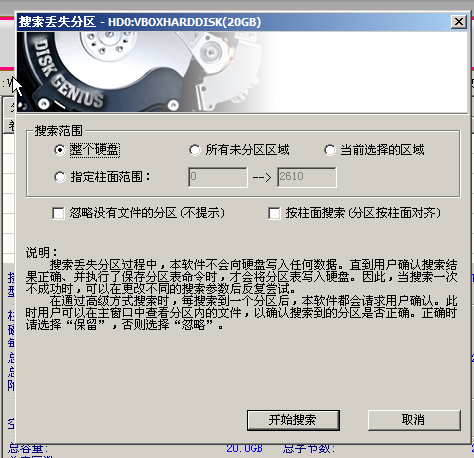 搜索丢失分区 - HD0:VBOXHARDDISK(20GB)
DISK GENIUS
搜索范围
整个硬盘 所有未分区区域 当前选择的区域
指定柱面范围: 0 --> 2610
忽略没有文件的分区(不提示) 按柱面搜索(分区按柱面对齐)
说明:
搜索丢失分区过程中，本软件不会向硬盘写入任何数据。直到用户确认搜索结
果正确、并执行了保存分区表命令时，才会将分区表写入硬盘。因此，当搜索一次
不成功时，可以在更改不同的搜索参数后反复尝试。
在通过高级方式搜索时，每搜索到一个分区后，本软件都会请求用户确认。此
时用户可以在主窗口中查看分区内的文件，以确认搜索到的分区是否正确。正确时
请选择“保留”，否则选择“忽略”。
开始搜索 取消
总容量: 20.0GB 总字节数: